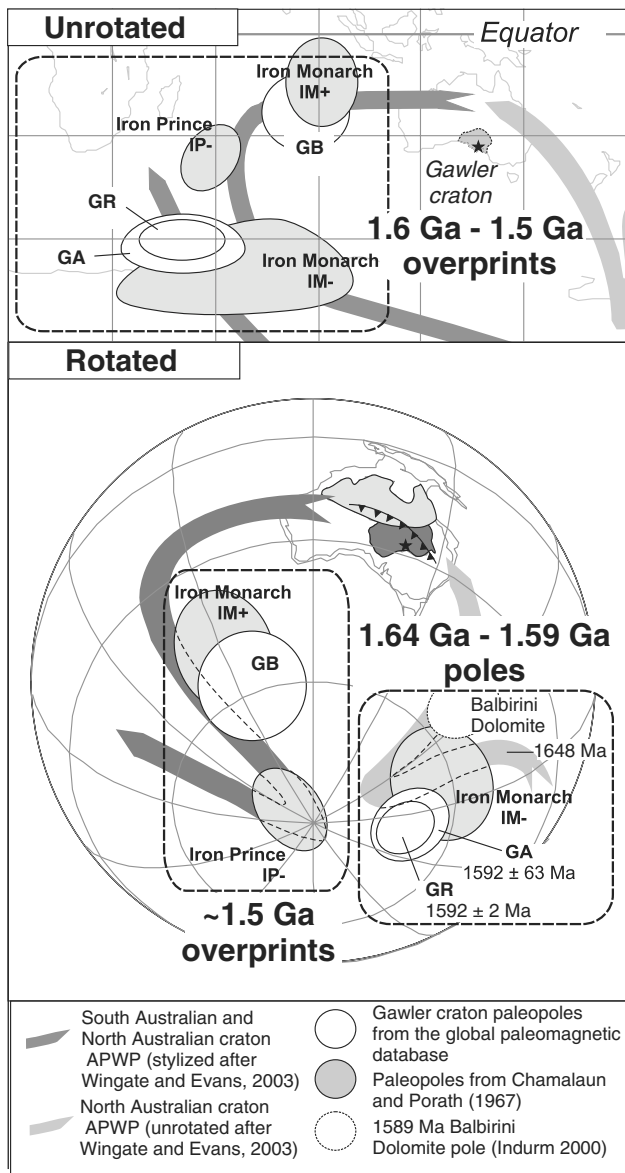 Unrotated
Equator
Iron Monarch
IM+
Iron Prince
IP-
GB
Gawler
craton
GR
GA
1.6 Ga - 1.5 Ga
overprints
Iron Monarch
IM-
Rotated
Iron Monarch
IM+
GB
1.64 Ga - 1.59 Ga
poles
Balbirini
Dolomite
1648 Ma
Iron Monarch
IM-
GA
1592 ± 63 Ma
GR
1592 ± 2 Ma
Iron Prince
IP-
~1.5 Ga
overprints
South Australian and
North Australian craton
APWP (stylized after
Wingate and Evans, 2003)
North Australian craton
APWP (unrotated after
Wingate and Evans, 2003)
Gawler craton paleopoles
from the global paleomagnetic
database
Paleopoles from Chamalaun
and Porath (1967)
1589 Ma Balbirini
Dolomite pole (Indurm 2000)